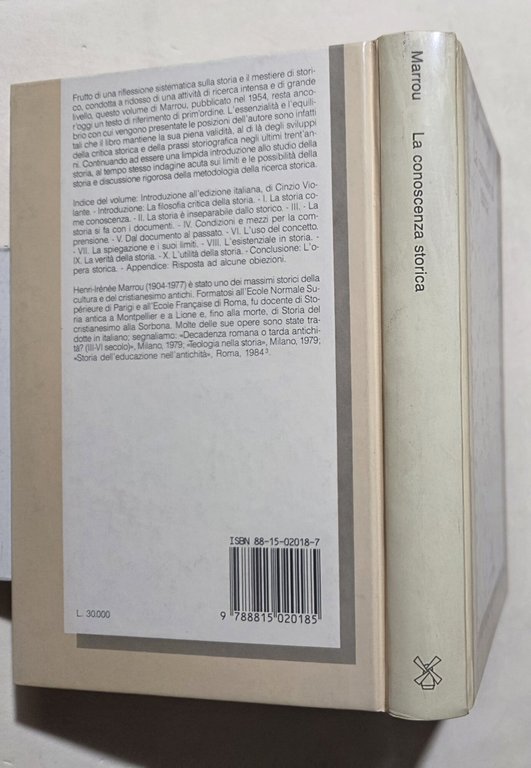 Frutto di una riflessione sistematica sulla storia e il mestiere di stori-
co, condotta a ridosso di una attività di ricerca intensa e di grande
livello, questo volume di Marrou, pubblicato nel 1954, resta anco-
r'oggi un testo di riferimento di prim'ordine. L'essenzialità e l'equili-
brio con cui vengono presentate le posizioni dell'autore sono infatti
tali che il libro mantiene la sua piena validità, al di là degli sviluppi
della critica storica e della prassi storiografica negli ultimi trent'an-
ni. Continuando ad essere una limpida introduzione allo studio della
storia, al tempo stesso indagine acuta sui limiti e le possibilità della
storia e discussione rigorosa della metodologia della ricerca storica.
Indice del volume: Introduzione all'edizione italiana, di Cinzio Vio-
lante. - Introduzione: La filosofia critica della storia. - I. La storia co-
me conoscenza. - II. La storia è inseparabile dallo storico. - III. - La
storia si fa con i documenti. - IV. Condizioni e mezzi per la com-
prensione. - V. Dal documento al passato. - VI. L'uso del concetto.
- VII. La spiegazione e i suoi limiti. - VIII. L'esistenziale in storia. -
IX. La verità della storia. - X. L'utilità della storia. - Conclusione: L'o-
pera storica. - Appendice: Risposta ad alcune obiezioni.
Henri-Irénée Marrou (1904-1977) è stato uno dei massimi storici della
cultura e del cristianesimo antichi. Formatosi all'Ecole Normale Su-
périeure di Parigi e all'Ecole Française di Roma, fu docente di Sto-
ria antica a Montpellier e a Lione e, fino alla morte, di Storia del
cristianesimo alla Sorbona. Molte delle sue opere sono state tra-
dotte in italiano; segnaliamo: «Decadenza romana o tarda antichi-
tà? (III-VI secolo)», Milano, 1979; «Teologia nella storia», Milano, 1979;
«Storia dell'educazione nell'antichità», Roma, 1984³.
L. 30.000
ISBN 88-15-02018-7
9 788815 020185
Marrou La conoscenza storica